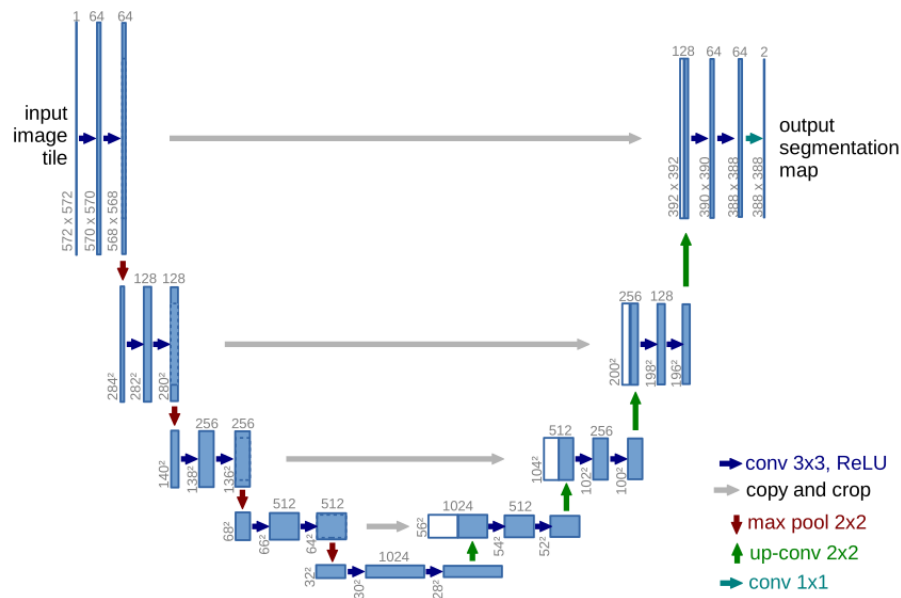 1 64 64
input
image
tile
572 x 572
570 x 570
568 x 568
128 64 64 2
output
segmentation
map
392 x 392
390 x 390
388 x 388
388 x 388
128 128
284²
282²
280²
256 128
200²
198²
196²
256 256
140²
138²
136²
512 256
104²
102²
100²
512 512
68²
66²
64²
1024 512
56²
54²
52²
1024
32²
30²
28²
conv 3x3, ReLU
copy and crop
max pool 2x2
up-conv 2x2
conv 1x1